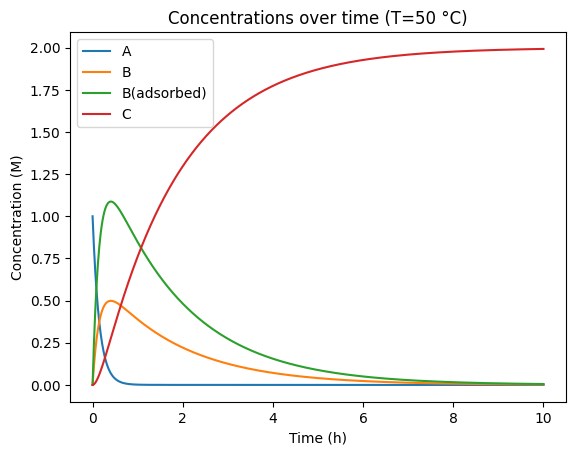 Concentrations over time (T=50 °C)
A
B
B(adsorbed)
C
Concentration (M)
2.00
1.75
1.50
1.25
1.00
0.75
0.50
0.25
0.00
0 2 4 6 8 10
Time (h)